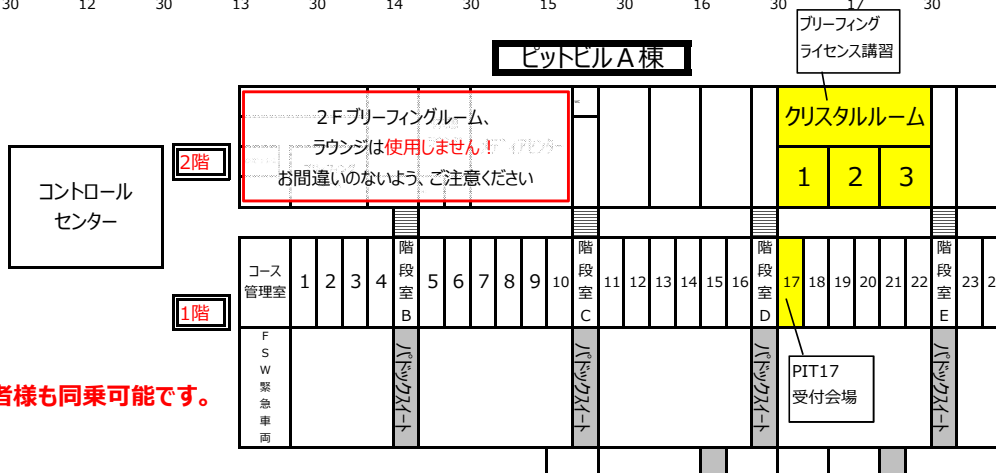 30 12 30 13 30 14 30 15 30 16 30 17 30
ブリーフィング
ライセンス講習
ピットビルA棟
2Fブリーフィングルーム、
ラウンジは使用しません!
お間違いのないよう、ご注意ください
クリスタルルーム
1 2 3
2階
コントロール
センター
コース
管理室
1 2 3 4
階段室B
5 6 7 8 9 10
階段室C
11 12 13 14 15 16
階段室D
17 18 19 20 21 22
階段室E
23 2
1階
FSW緊急車両
パドックスイート
パドックスイート
パドックスイート
パドックスイート
PIT17
受付会場
者様も同乗可能です。